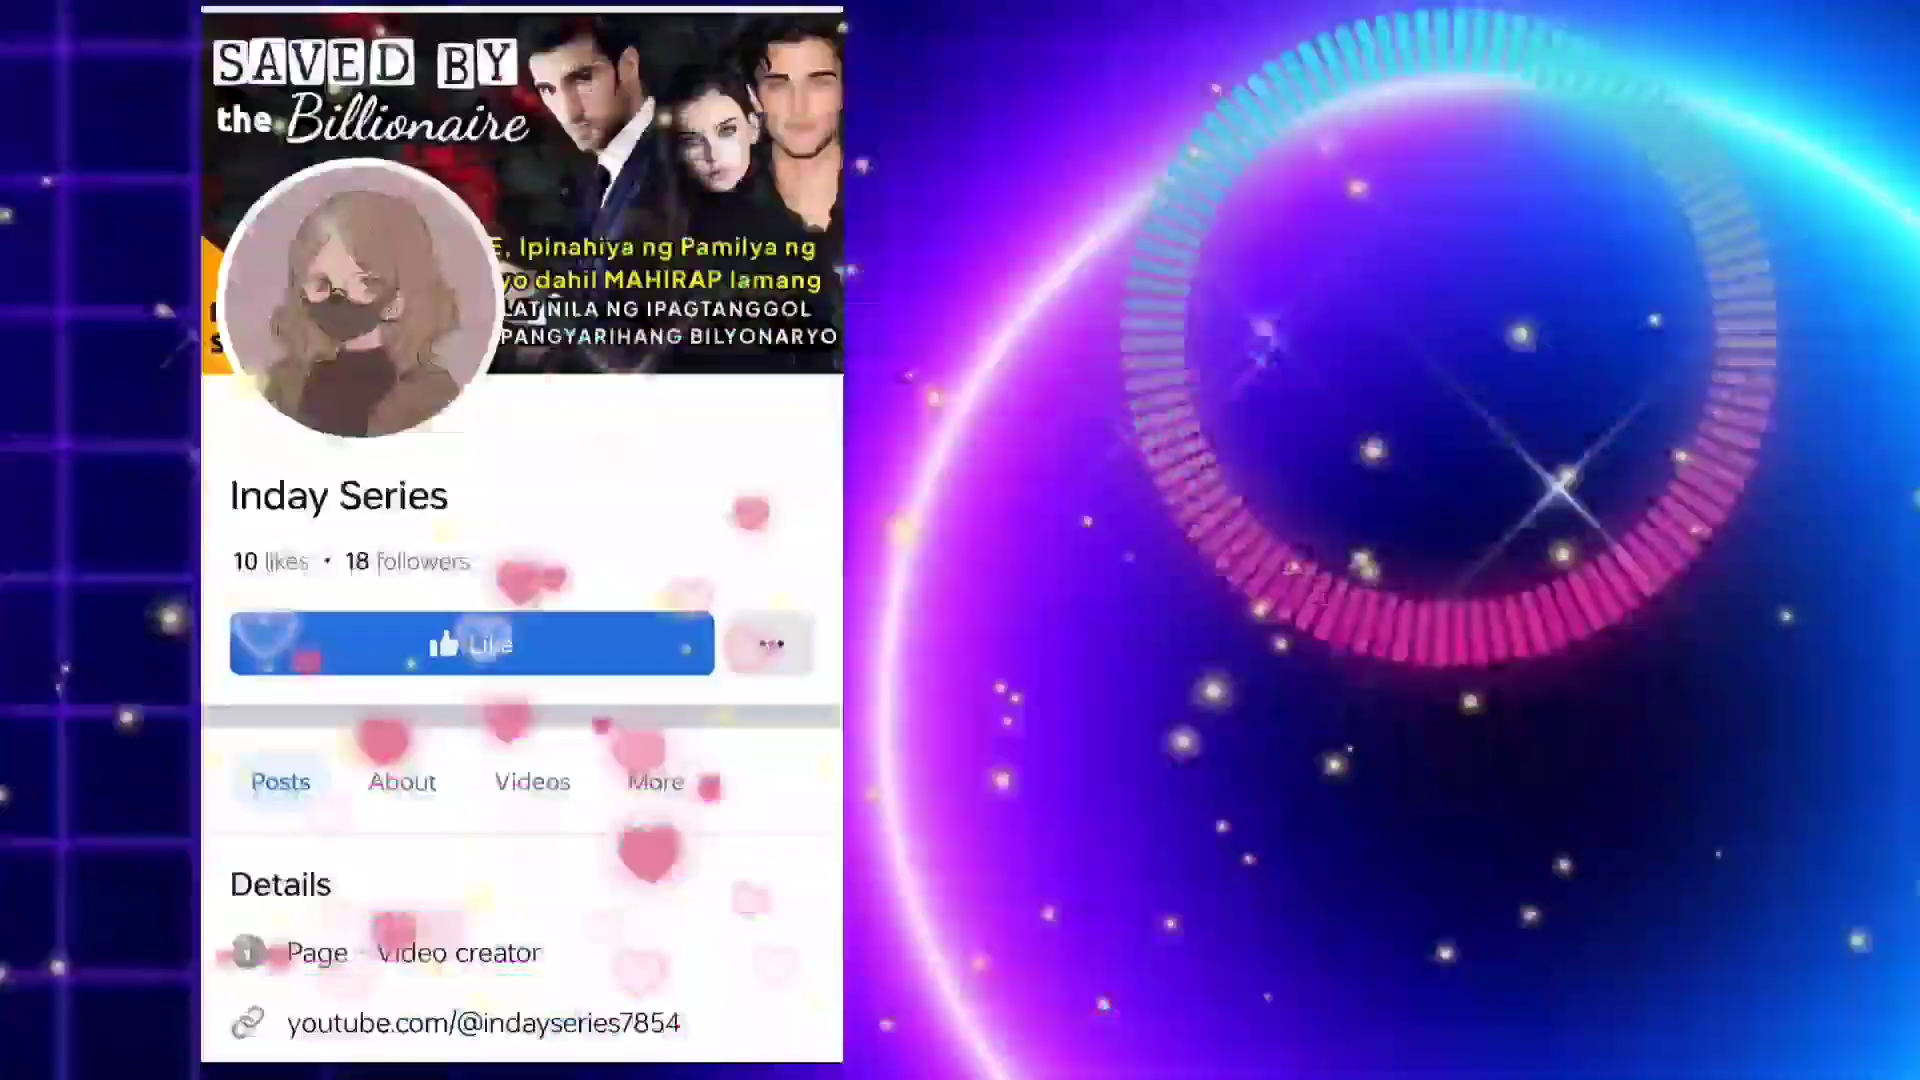 SAVED BY
the Billionaire
E, Ipinahiya ng Pamilya ng
yo dahil MAHIRAP lamang
LAT NILA NG IPAGTANGGOL
PANGYARIHANG BILYONARYO
Inday Series
10 likes • 18 followers
Like
Posts About Videos More
Details
Page · Video creator
youtube.com/@indayseries7854